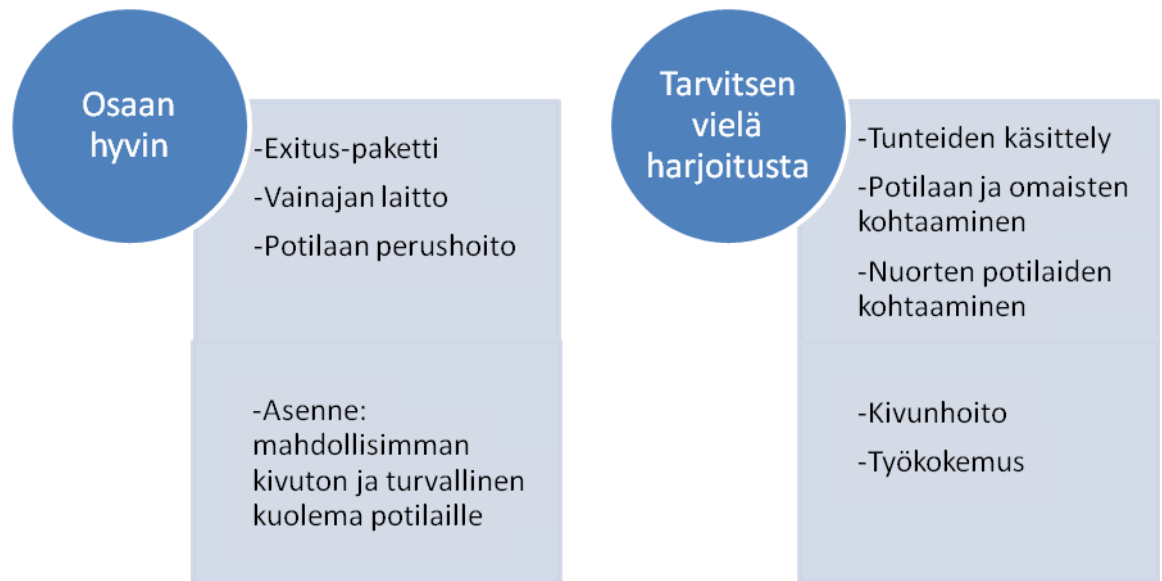 Osaan
hyvin
-Exitus-paketti
-Vainajan laitto
-Potilaan perushoito
-Asenne:
mahdollisimman
kivuton ja turvallinen
kuolema potilaille
Tarvitsen
vielä
harjoitusta
-Tunteiden käsittely
-Potilaan ja omaisten
kohtaaminen
-Nuorten potilaiden
kohtaaminen
-Kivunhoito
-Työkokemus